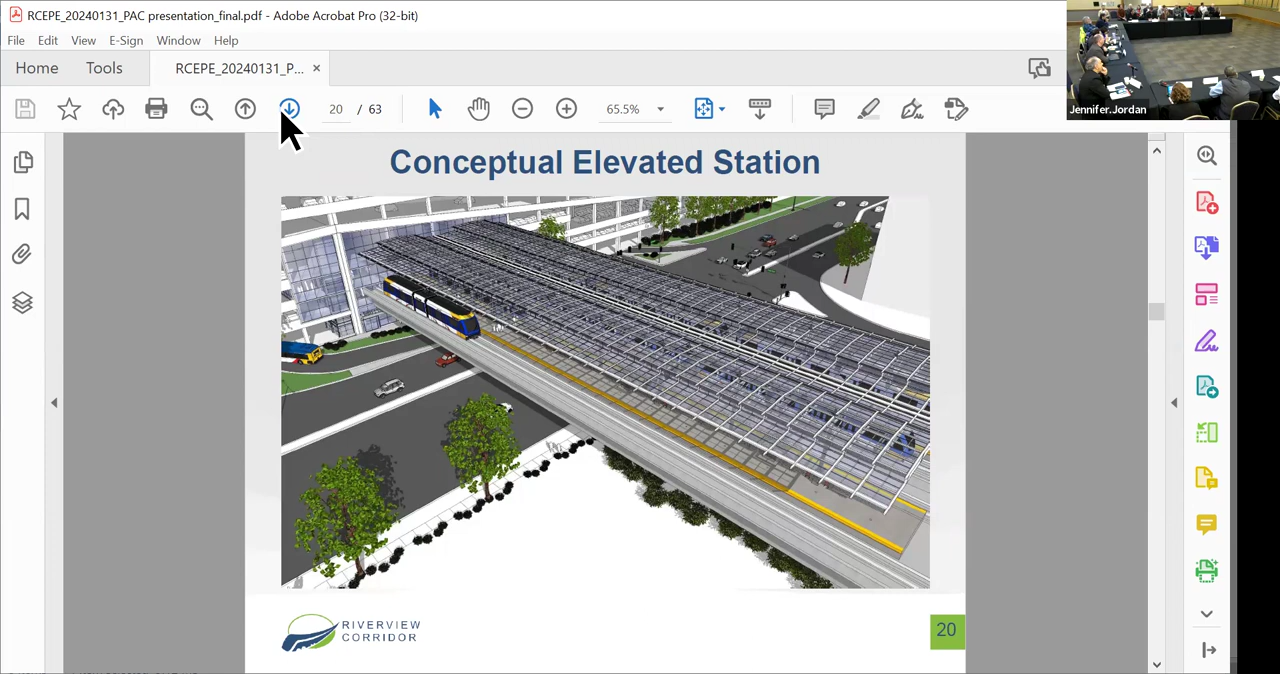 RCEPE_20240131_PAC presentation_final.pdf - Adobe Acrobat Pro (32-bit)
File Edit View E-Sign Window Help
Home Tools RCEPE_20240131_P... ×
20 / 63 65.5%
Jennifer.Jordan
Conceptual Elevated Station
RIVERVIEW
CORRIDOR
20